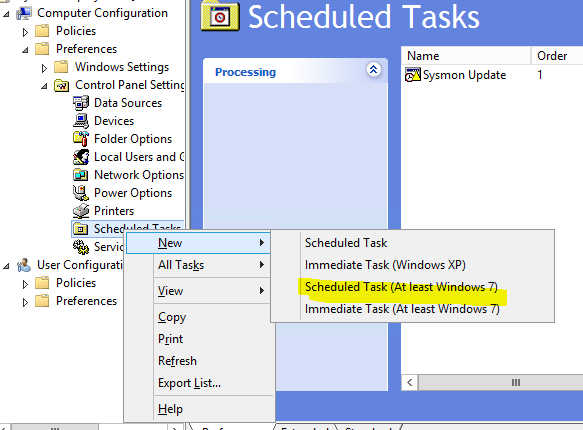 Computer Configuration
Policies
Preferences
Windows Settings
Control Panel Setting
Data Sources
Devices
Folder Options
Local Users and G
Network Options
Power Options
Printers
Scheduled Tasks
Servic
User Configuratio
Policies
Preferences
Scheduled Tasks
Processing
Name Order
Sysmon Update 1
New
All Tasks
View
Copy
Print
Refresh
Export List...
Help
Scheduled Task
Immediate Task (Windows XP)
Scheduled Task (At least Windows 7)
Immediate Task (At least Windows 7)